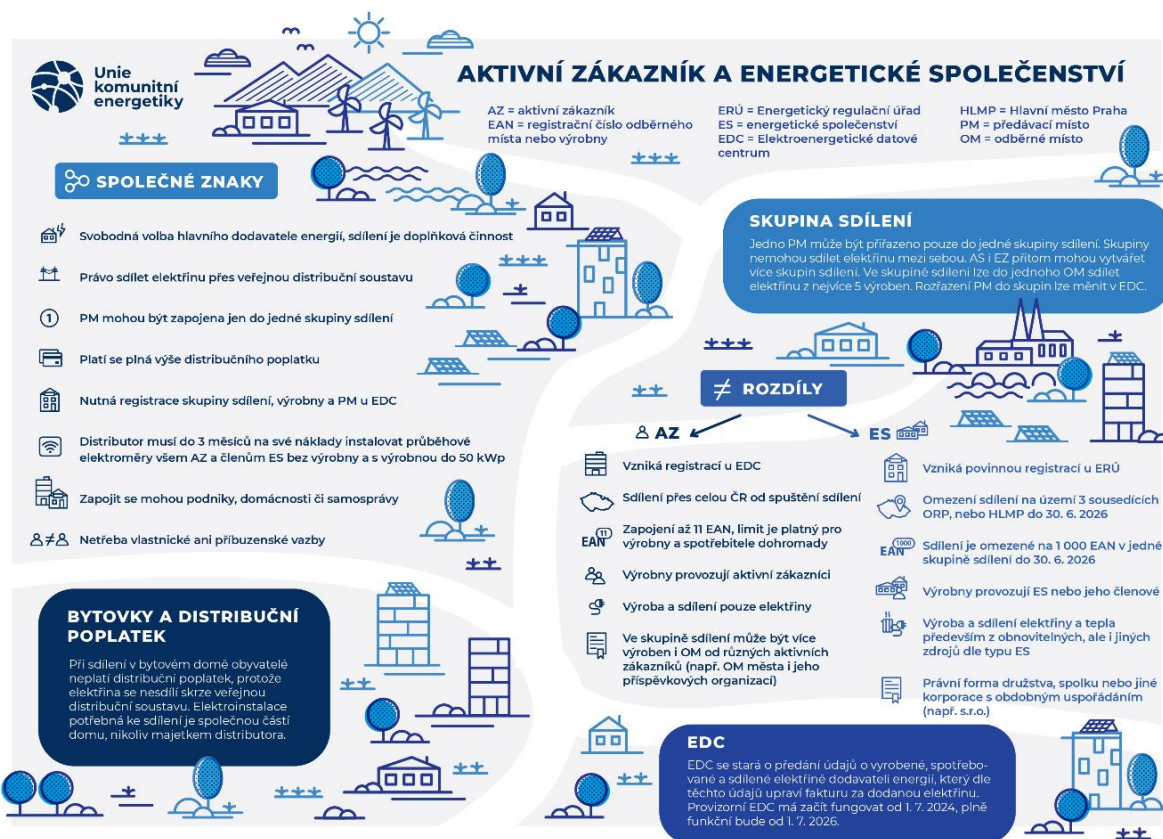 Unie
komunitní
energetiky
AKTIVNÍ ZÁKAZNÍK A ENERGETICKÉ SPOLEČENSTVÍ
AZ = aktivní zákazník
EAN = registrační číslo odběrného
místa nebo výrobny
ERÚ = Energetický regulační úřad
ES = energetické společenství
EDC = Elektroenergetické datové
centrum
HLMP = Hlavní město Praha
PM = předávací místo
OM = odběrné místo
SPOLEČNÉ ZNAKY
Svobodná volba hlavního dodavatele energií, sdílení je doplňková činnost
Právo sdílet elektřinu přes veřejnou distribuční soustavu
1
PM mohou být zapojena jen do jedné skupiny sdílení
Platí se plná výše distribučního poplatku
Nutná registrace skupiny sdílení, výrobny a PM u EDC
Distributor musí do 3 měsíců na své náklady instalovat průběhové
elektroměry všem AZ a členům ES bez výrobny a s výrobnou do 50 kWp
Zapojit se mohou podniky, domácnosti či samosprávy
Netřeba vlastnické ani příbuzenské vazby
SKUPINA SDÍLENÍ
Jedno PM může být přiřazeno pouze do jedné skupiny sdílení. Skupiny
nemohou sdílet elektřinu mezi sebou. AS i EZ přitom mohou vytvářet
více skupin sdílení. Ve skupině sdílení lze do jednoho OM sdílet
elektřinu z nejvíce 5 výroben. Rozřazení PM do skupin lze měnit v EDC.
≠ ROZDÍLY
AZ
Vzniká registrací u EDC
Sdílení přes celou ČR od spuštění sdílení
EAN 11
Zapojení až 11 EAN, limit je platný pro
výrobny a spotřebitele dohromady
Výrobny provozují aktivní zákazníci
Výroba a sdílení pouze elektřiny
Ve skupině sdílení může být více
výroben i OM od různých aktivních
zákazníků (např. OM města i jeho
příspěvkových organizací)
ES
Vzniká povinnou registrací u ERÚ
Omezení sdílení na území 3 sousedících
ORP, nebo HLMP do 30. 6. 2026
EAN 1000
Sdílení je omezené na 1 000 EAN v jedné
skupině sdílení do 30. 6. 2026
Výrobny provozují ES nebo jeho členové
Výroba a sdílení elektřiny a tepla
především z obnovitelných, ale i jiných
zdrojů dle typu ES
Právní forma družstva, spolku nebo jiné
korporace s obdobným uspořádáním
(např. s.r.o.)
BYTOVKY A DISTRIBUČNÍ
POPLATEK
Při sdílení v bytovém domě obyvatelé
neplatí distribuční poplatek, protože
elektřina se nesdílí skrze veřejnou
distribuční soustavu. Elektroinstalace
potřebná ke sdílení je společnou částí
domu, nikoliv majetkem distributora.
EDC
EDC se stará o předání údajů o vyrobené, spotřebo-
vané a sdílené elektřině dodavateli energií, který dle
těchto údajů upraví fakturu za dodanou elektřinu.
Provizorní EDC má začít fungovat od 1. 7. 2024, plně
funkční bude od 1. 7. 2026.